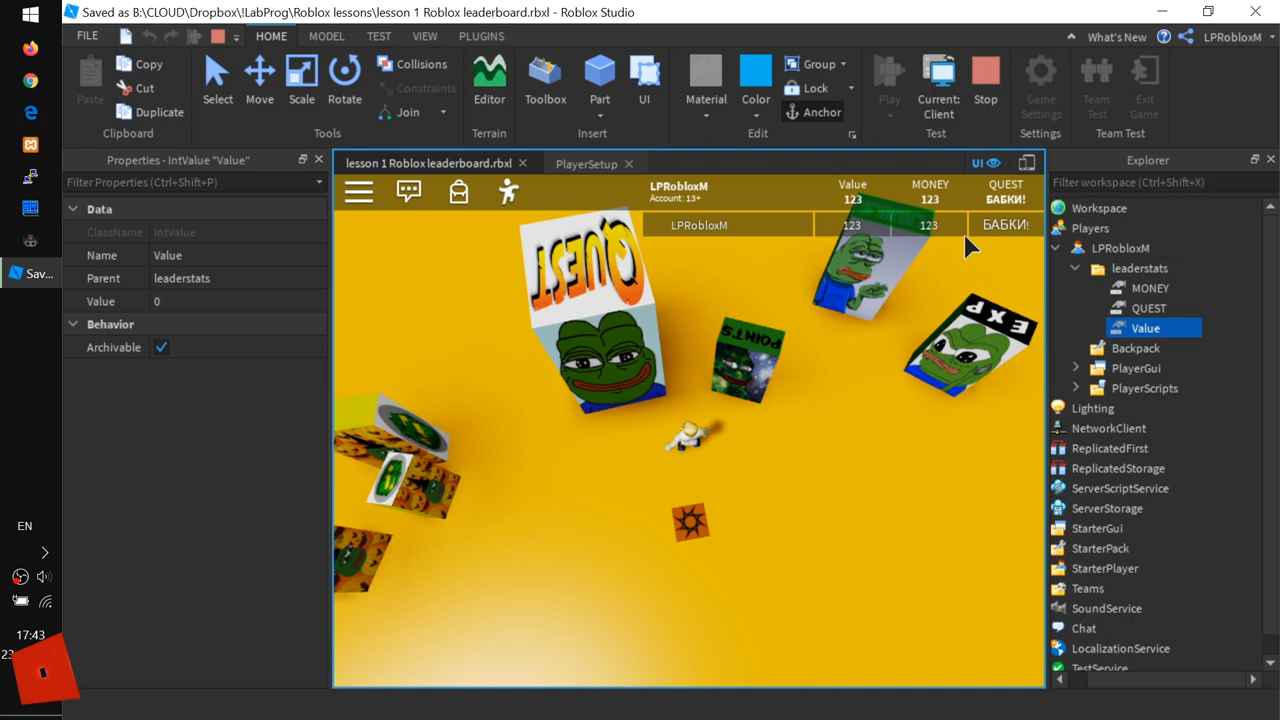 Saved as B:\CLOUD\Dropbox\!LabProg\Roblox lessons\lesson 1 Roblox leaderboard.rbxl - Roblox Studio
FILE HOME MODEL TEST VIEW PLUGINS What's New LPRobloxM
Paste Copy Cut Duplicate Select Move Scale Rotate Collisions Constraints Join Editor Toolbox Part UI Material Color Group Lock Anchor Play Current: Client Stop Game Settings Team Test Exit Game
Clipboard Tools Terrain Insert Edit Test Settings Team Test
Properties - IntValue "Value"
lesson 1 Roblox leaderboard.rbxl PlayerSetup UI
Explorer
Filter Properties (Ctrl+Shift+P)
Filter workspace (Ctrl+Shift+X)
Data
ClassName IntValue
Name Value
Parent leaderstats
Value 0
Behavior
Archivable
LPRobloxM Value MONEY QUEST
Account: 13+ 123 123 БАБКИ!
LPRobloxM 123 123 БАБКИ!
QUEST
POINTS
EXP
Workspace
Players
LPRobloxM
leaderstats
MONEY
QUEST
Value
Backpack
PlayerGui
PlayerScripts
Lighting
NetworkClient
ReplicatedFirst
ReplicatedStorage
ServerScriptService
ServerStorage
StarterGui
StarterPack
StarterPlayer
Teams
SoundService
Chat
LocalizationService
TestService
Sav...
EN
17:43